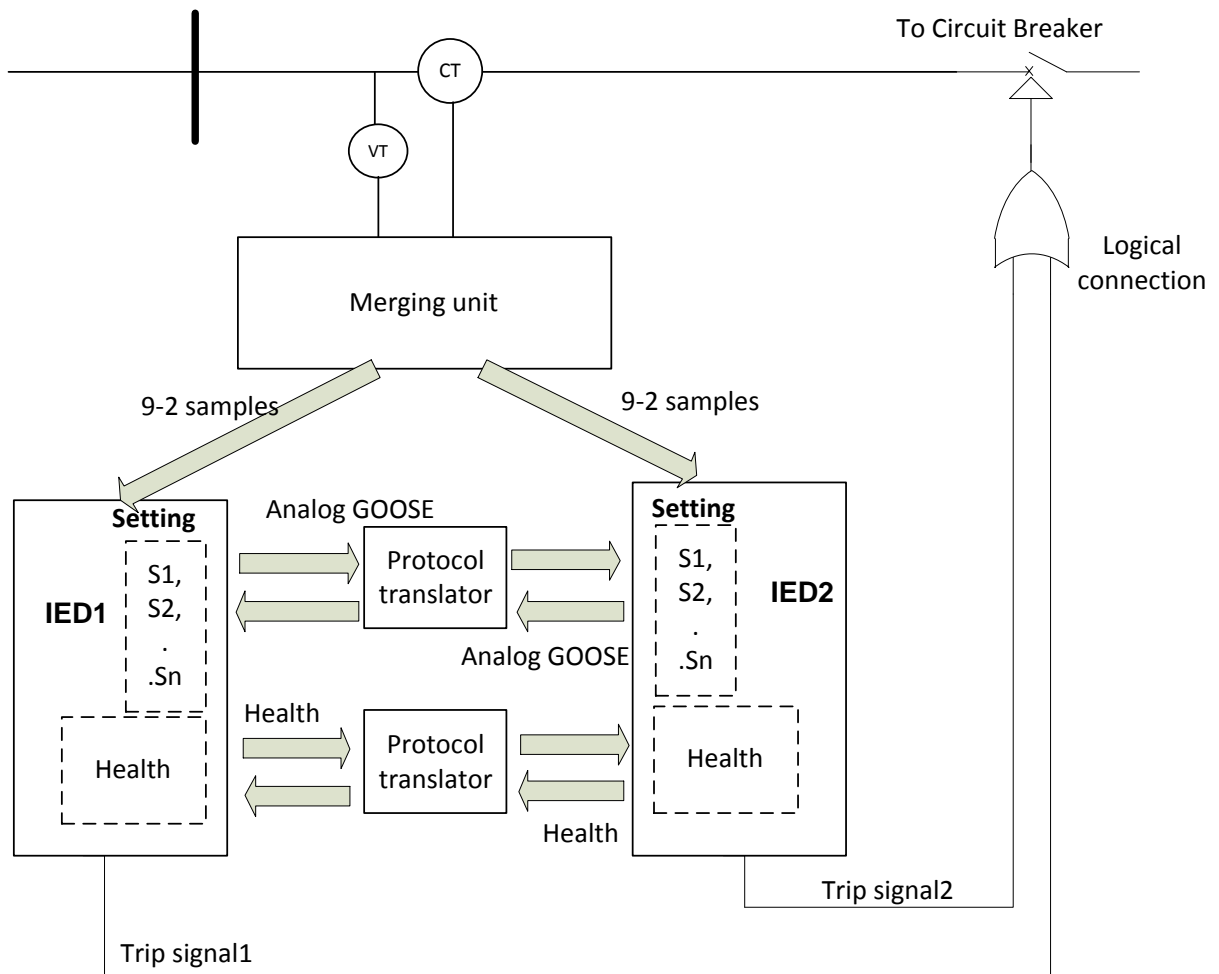 To Circuit Breaker
CT
VT
Merging unit
Logical
connection
9-2 samples
9-2 samples
Setting
S1,
S2,
.
.Sn
IED1
Health
Analog GOOSE
Protocol
translator
Analog GOOSE
Health
Protocol
translator
Health
Setting
S1,
S2,
.
.Sn
IED2
Health
Trip signal2
Trip signal1